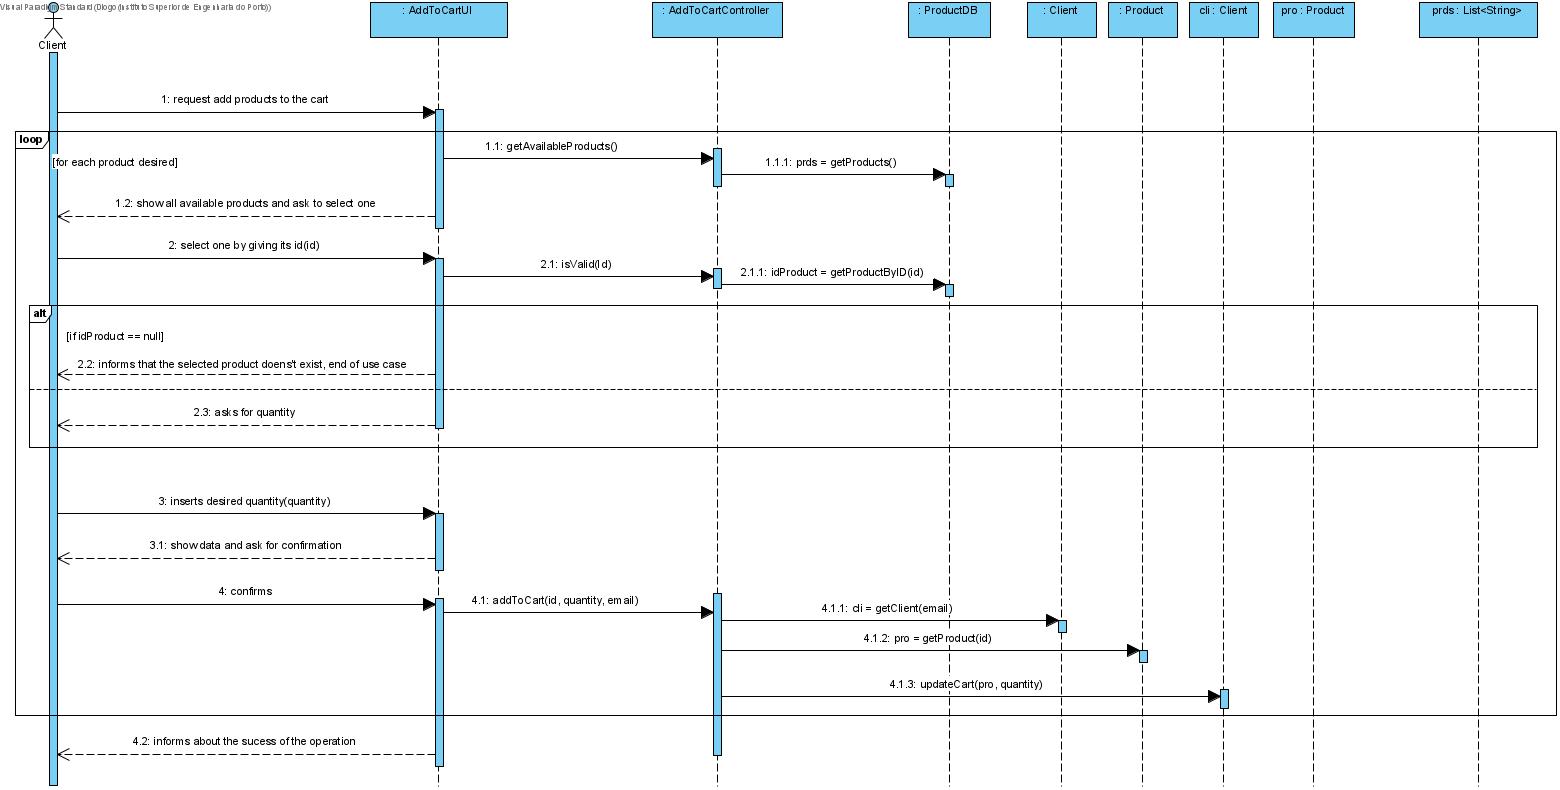 Visual Paradigm Standard (Diogo (Instituto Superior de Engenharia do Porto))
Client
: AddToCartUI
: AddToCartController
: ProductDB
: Client
: Product
cli : Client
pro : Product
prds : List<String>
1: request add products to the cart
loop
[for each product desired]
1.1: getAvailableProducts()
1.1.1: prds = getProducts()
1.2: show all available products and ask to select one
2: select one by giving its id(id)
2.1: isValid(Id)
2.1.1: idProduct = getProductByID(id)
alt
[if idProduct == null]
2.2: informs that the selected product doens't exist, end of use case
2.3: asks for quantity
3: inserts desired quantity(quantity)
3.1: show data and ask for confirmation
4: confirms
4.1: addToCart(id, quantity, email)
4.1.1: cli = getClient(email)
4.1.2: pro = getProduct(id)
4.1.3: updateCart(pro, quantity)
4.2: informs about the sucess of the operation